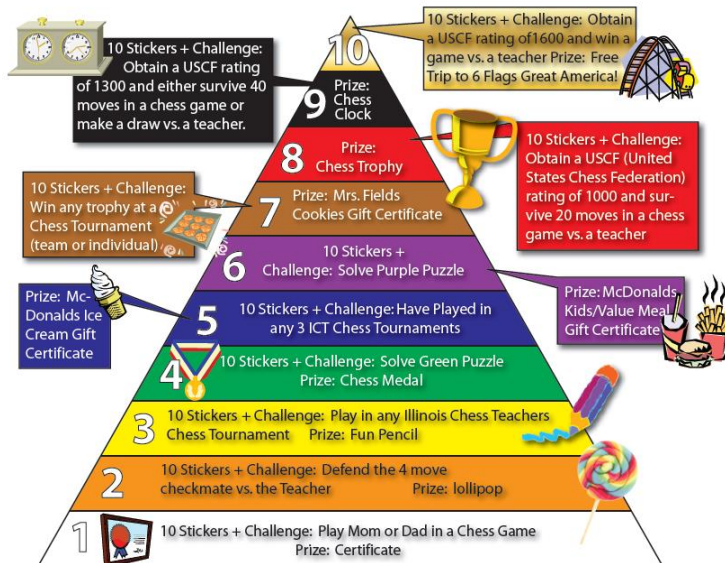 10
10 Stickers + Challenge: Obtain
a USCF rating of1600 and win a
game vs. a teacher Prize: Free
Trip to 6 Flags Great America!
10 Stickers + Challenge:
Obtain a USCF rating
of 1300 and either survive 40
moves in a chess game or
make a draw vs. a teacher.
9
Prize:
Chess
Clock
8
Prize:
Chess Trophy
10 Stickers + Challenge:
Obtain a USCF (United
States Chess Federation)
rating of 1000 and sur-
vive 20 moves in a chess
game vs. a teacher
10 Stickers + Challenge:
Win any trophy at a
Chess Tournament
(team or individual)
7
Prize: Mrs. Fields
Cookies Gift Certificate
6
10 Stickers +
Challenge: Solve Purple Puzzle
Prize: McDonalds
Kids/Value Meal
Gift Certificate
Prize: Mc-
Donalds Ice
Cream Gift
Certificate
5
10 Stickers + Challenge: Have Played in
any 3 ICT Chess Tournaments
4
10 Stickers + Challenge: Solve Green Puzzle
Prize: Chess Medal
3
10 Stickers + Challenge: Play in any Illinois Chess Teachers
Chess Tournament Prize: Fun Pencil
2
10 Stickers + Challenge: Defend the 4 move
checkmate vs. the Teacher Prize: lollipop
1
10 Stickers + Challenge: Play Mom or Dad in a Chess Game
Prize: Certificate